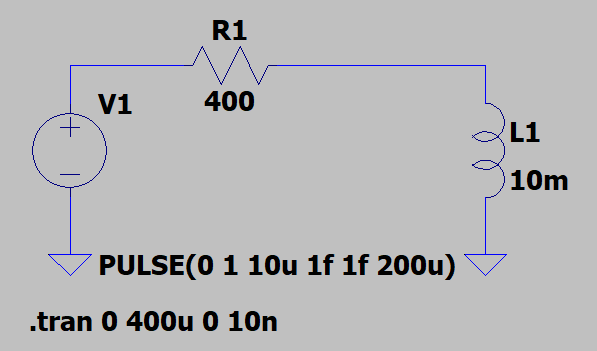 R1
V1
400
L1
10m
PULSE(0 1 10u 1f 1f 200u)
.tran 0 400u 0 10n